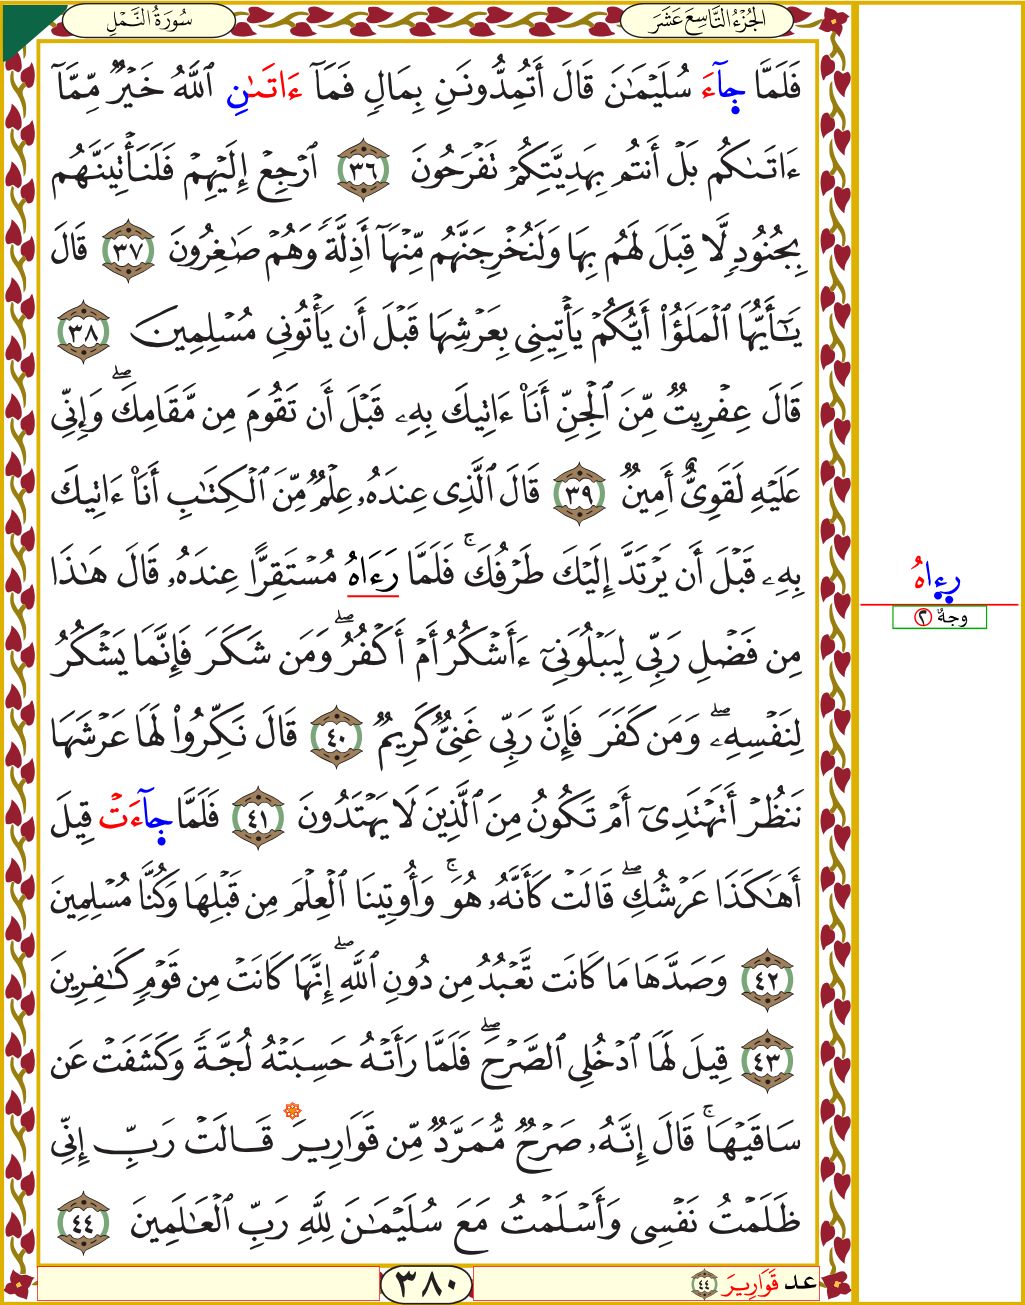 سُورَةُ النَّمْلِ
الجُزْءُ التَّاسِعَ عَشَرَ
فَلَمَّا جَآءَ سُلَيْمَٰنَ قَالَ أَتُمِدُّونَنِ بِمَالٖ فَمَآ ءَاتَىٰنِ ٱللَّهُ خَيْرٞ مِّمَّآ
ءَاتَىٰكُم بَلْ أَنتُم بِهَدِيَّتِكُمْ تَفْرَحُونَ ٣٦ ٱرْجِعْ إِلَيْهِمْ فَلَنَأْتِيَنَّهُم
بِجُنُودٖ لَّا قِبَلَ لَهُم بِهَا وَلَنُخْرِجَنَّهُم مِّنْهَآ أَذِلَّةٗ وَهُمْ صَٰغِرُونَ ٣٧ قَالَ
يَٰٓأَيُّهَا ٱلْمَلَؤُا۟ أَيُّكُمْ يَأْتِينِي بِعَرْشِهَا قَبْلَ أَن يَأْتُونِي مُسْلِمِينَ ٣٨
قَالَ عِفْرِيتٞ مِّنَ ٱلْجِنِّ أَنَا۠ ءَاتِيكَ بِهِۦ قَبْلَ أَن تَقُومَ مِن مَّقَامِكَۖ وَإِنِّي
عَلَيْهِ لَقَوِيٌّ أَمِينٞ ٣٩ قَالَ ٱلَّذِي عِندَهُۥ عِلْمٞ مِّنَ ٱلْكِتَٰبِ أَنَا۠ ءَاتِيكَ
بِهِۦ قَبْلَ أَن يَرْتَدَّ إِلَيْكَ طَرْفُكَۚ فَلَمَّا رَءَاهُ مُسْتَقِرًّا عِندَهُۥ قَالَ هَٰذَا
مِن فَضْلِ رَبِّي لِيَبْلُوَنِيٓ ءَأَشْكُرُ أَمْ أَكْفُرُۖ وَمَن شَكَرَ فَإِنَّمَا يَشْكُرُ
لِنَفْسِهِۦۖ وَمَن كَفَرَ فَإِنَّ رَبِّي غَنِيّٞ كَرِيمٞ ٤٠ قَالَ نَكِّرُوا۟ لَهَا عَرْشَهَا
نَنظُرْ أَتَهْتَدِيٓ أَمْ تَكُونُ مِنَ ٱلَّذِينَ لَا يَهْتَدُونَ ٤١ فَلَمَّا جَآءَتْ قِيلَ
أَهَٰكَذَا عَرْشُكِۖ قَالَتْ كَأَنَّهُۥ هُوَۚ وَأُوتِينَا ٱلْعِلْمَ مِن قَبْلِهَا وَكُنَّا مُسْلِمِينَ
٤٢ وَصَدَّهَا مَا كَانَت تَّعْبُدُ مِن دُونِ ٱللَّهِۖ إِنَّهَا كَانَتْ مِن قَوْمٖ كَٰفِرِينَ
٤٣ قِيلَ لَهَا ٱدْخُلِي ٱلصَّرْحَۖ فَلَمَّا رَأَتْهُ حَسِبَتْهُ لُجَّةٗ وَكَشَفَتْ عَن
سَاقَيْهَاۚ قَالَ إِنَّهُۥ صَرْحٞ مُّمَرَّدٞ مِّن قَوَارِيرَ قَالَتْ رَبِّ إِنِّي
ظَلَمْتُ نَفْسِي وَأَسْلَمْتُ مَعَ سُلَيْمَٰنَ لِلَّهِ رَبِّ ٱلْعَٰلَمِينَ ٤٤
رءاهُ
وجهٌ ٢
عد قَوَارِيرَ ٤٤
٣٨٠